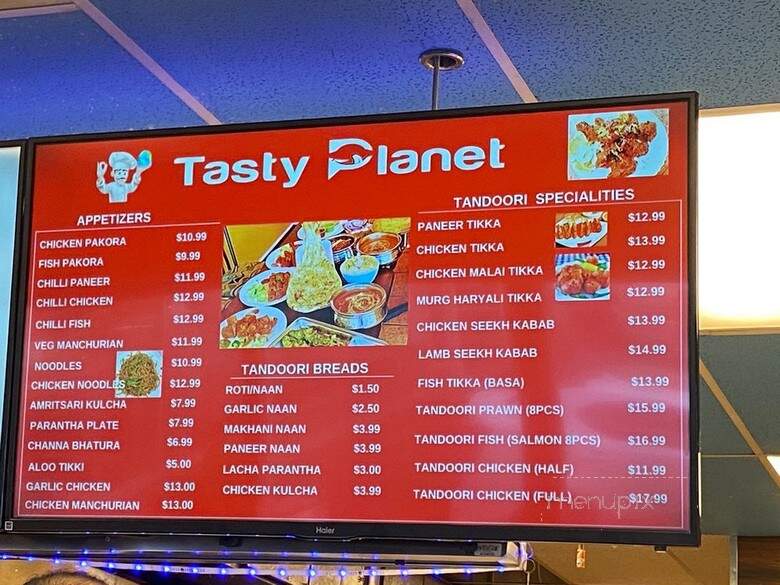 Tasty Planet
APPETIZERS
CHICKEN PAKORA $10.99
FISH PAKORA $9.99
CHILLI PANEER $11.99
CHILLI CHICKEN $12.99
CHILLI FISH $12.99
VEG MANCHURIAN $11.99
NOODLES $10.99
CHICKEN NOODLES $12.99
AMRITSARI KULCHA $7.99
PARANTHA PLATE $7.99
CHANNA BHATURA $6.99
ALOO TIKKI $5.00
GARLIC CHICKEN $13.00
CHICKEN MANCHURIAN $13.00
TANDOORI BREADS
ROTI/NAAN $1.50
GARLIC NAAN $2.50
MAKHANI NAAN $3.99
PANEER NAAN $3.99
LACHA PARANTHA $3.00
CHICKEN KULCHA $3.99
TANDOORI SPECIALITIES
PANEER TIKKA $12.99
CHICKEN TIKKA $13.99
CHICKEN MALAI TIKKA $12.99
MURG HARYALI TIKKA $12.99
CHICKEN SEEKH KABAB $13.99
LAMB SEEKH KABAB $14.99
FISH TIKKA (BASA) $13.99
TANDOORI PRAWN (8PCS) $15.99
TANDOORI FISH (SALMON 8PCS) $16.99
TANDOORI CHICKEN (HALF) $11.99
TANDOORI CHICKEN (FULL) $17.99
menupix
Haier